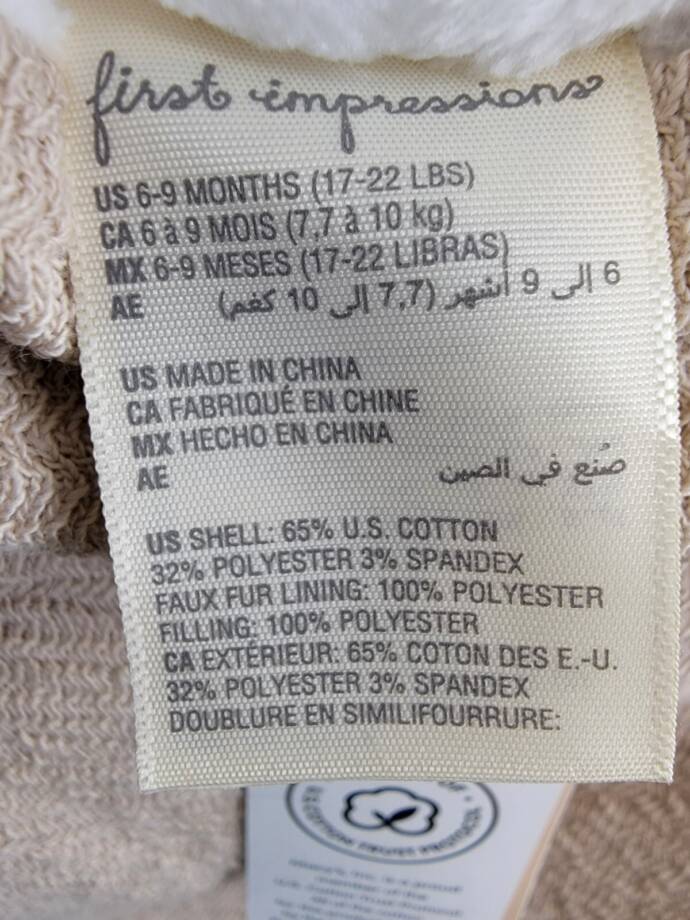 first impressions
US 6-9 MONTHS (17-22 LBS)
CA 6 à 9 MOIS (7,7 à 10 kg)
MX 6-9 MESES (17-22 LIBRAS)
AE 6 إلى 9 أشهر (7,7 إلى 10 كغم)
US MADE IN CHINA
CA FABRIQUÉ EN CHINE
MX HECHO EN CHINA
AE صُنع في الصين
US SHELL: 65% U.S. COTTON
32% POLYESTER 3% SPANDEX
FAUX FUR LINING: 100% POLYESTER
FILLING: 100% POLYESTER
CA EXTÉRIEUR: 65% COTON DES E.-U.
32% POLYESTER 3% SPANDEX
DOUBLURE EN SIMILIFOURRURE: